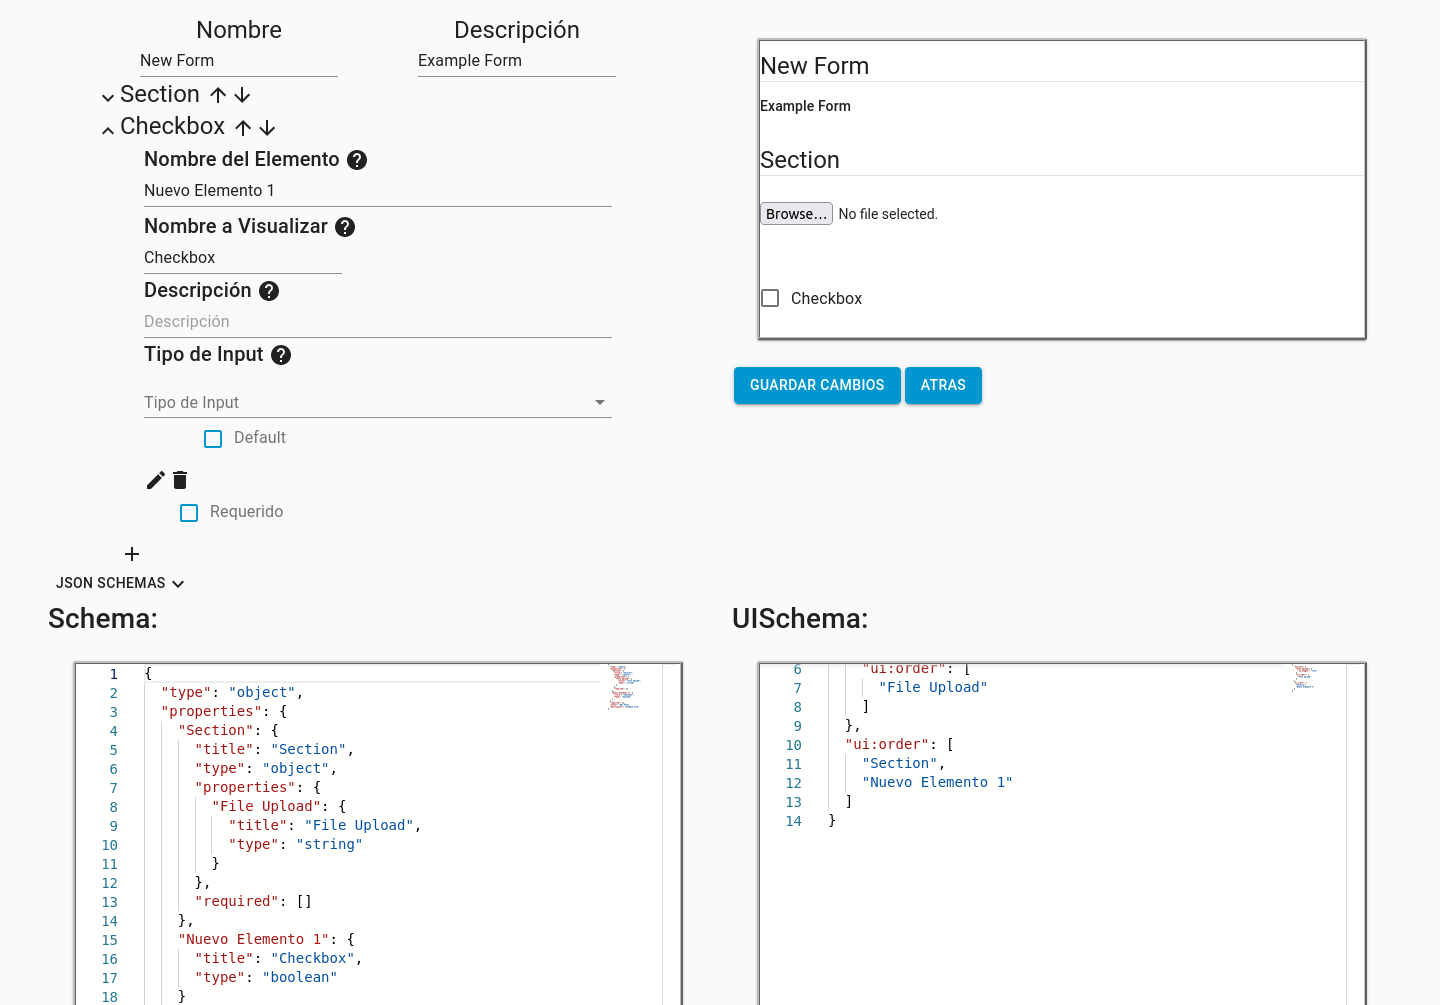 Nombre
Descripción
New Form
Example Form
Section
Checkbox
Nombre del Elemento
Nuevo Elemento 1
Nombre a Visualizar
Checkbox
Descripción
Descripción
Tipo de Input
Tipo de Input
Default
Requerido
JSON SCHEMAS
New Form
Example Form
Section
Browse... No file selected.
Checkbox
GUARDAR CAMBIOS
ATRAS
Schema:
1 {
2 "type": "object",
3 "properties": {
4 "Section": {
5 "title": "Section",
6 "type": "object",
7 "properties": {
8 "File Upload": {
9 "title": "File Upload",
10 "type": "string"
11 }
12 },
13 "required": []
14 },
15 "Nuevo Elemento 1": {
16 "title": "Checkbox",
17 "type": "boolean"
18 }
UISchema:
6 "ui:order": [
7 "File Upload"
8 ]
9 },
10 "ui:order": [
11 "Section",
12 "Nuevo Elemento 1"
13 ]
14 }